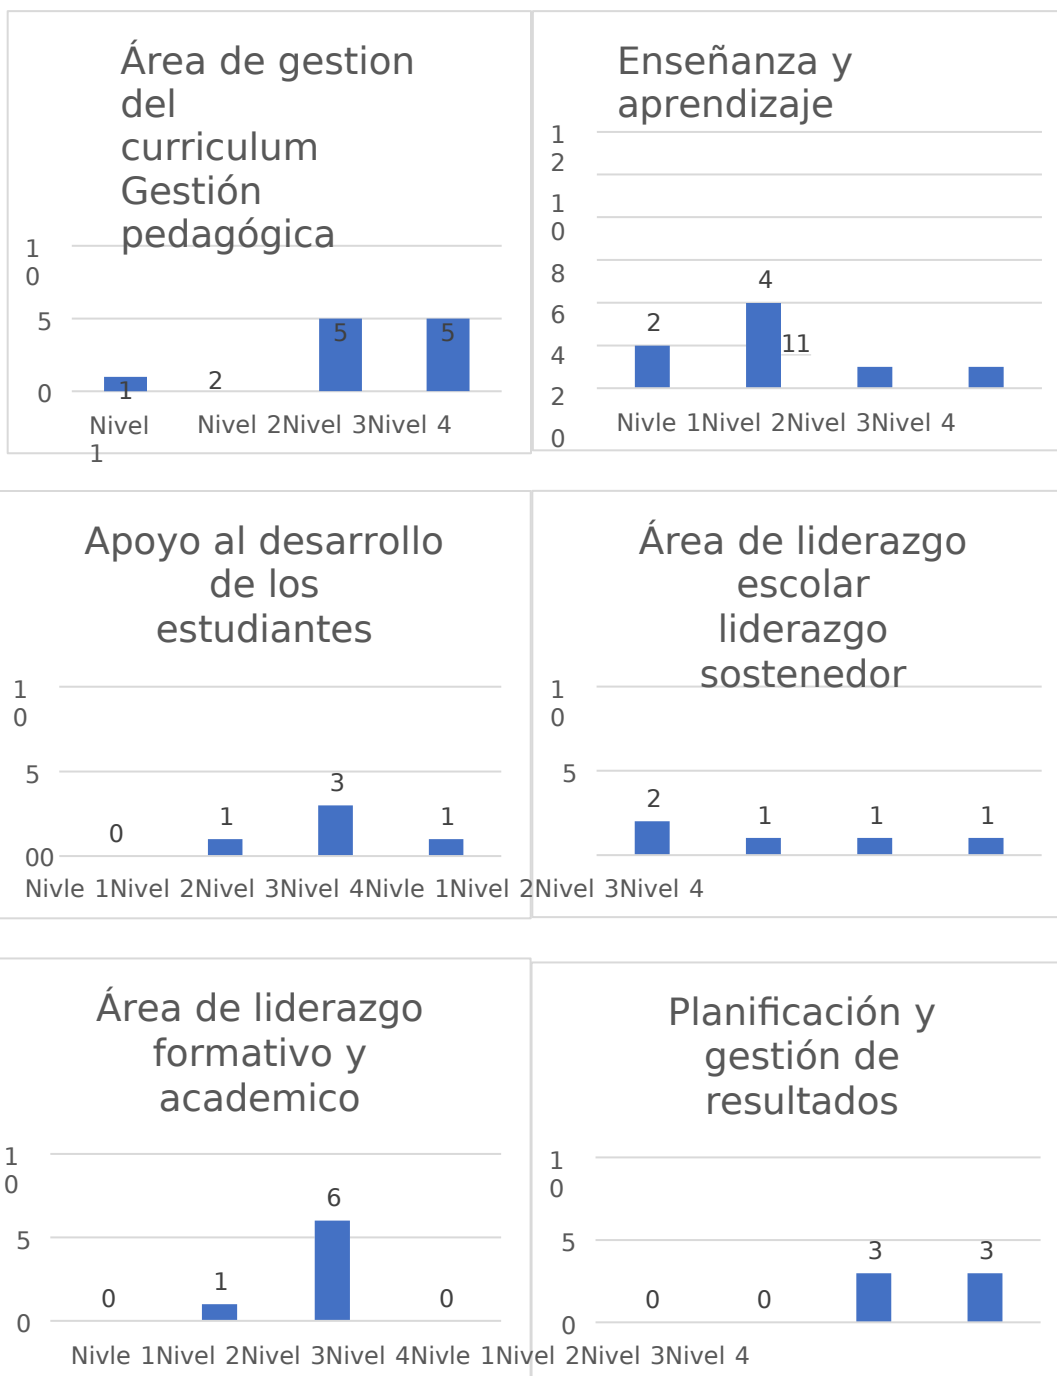 Área de gestion
del
curriculum
Gestión
pedagógica
1
0
5
0
1
2
5
5
Nivel
1
Nivel 2Nivel 3Nivel 4
Enseñanza y
aprendizaje
1
2
1
0
8
6
4
2
0
2
4
11
Nivle 1Nivel 2Nivel 3Nivel 4
Apoyo al desarrollo
de los
estudiantes
1
0
5
00
0
1
3
1
Área de liderazgo
escolar
liderazgo
sostenedor
1
0
5
2
1
1
1
Nivle 1Nivel 2Nivel 3Nivel 4Nivle 1Nivel 2Nivel 3Nivel 4
Área de liderazgo
formativo y
academico
1
0
5
0
0
1
6
0
Planificación y
gestión de
resultados
1
0
5
0
0
0
3
3
Nivle 1Nivel 2Nivel 3Nivel 4Nivle 1Nivel 2Nivel 3Nivel 4